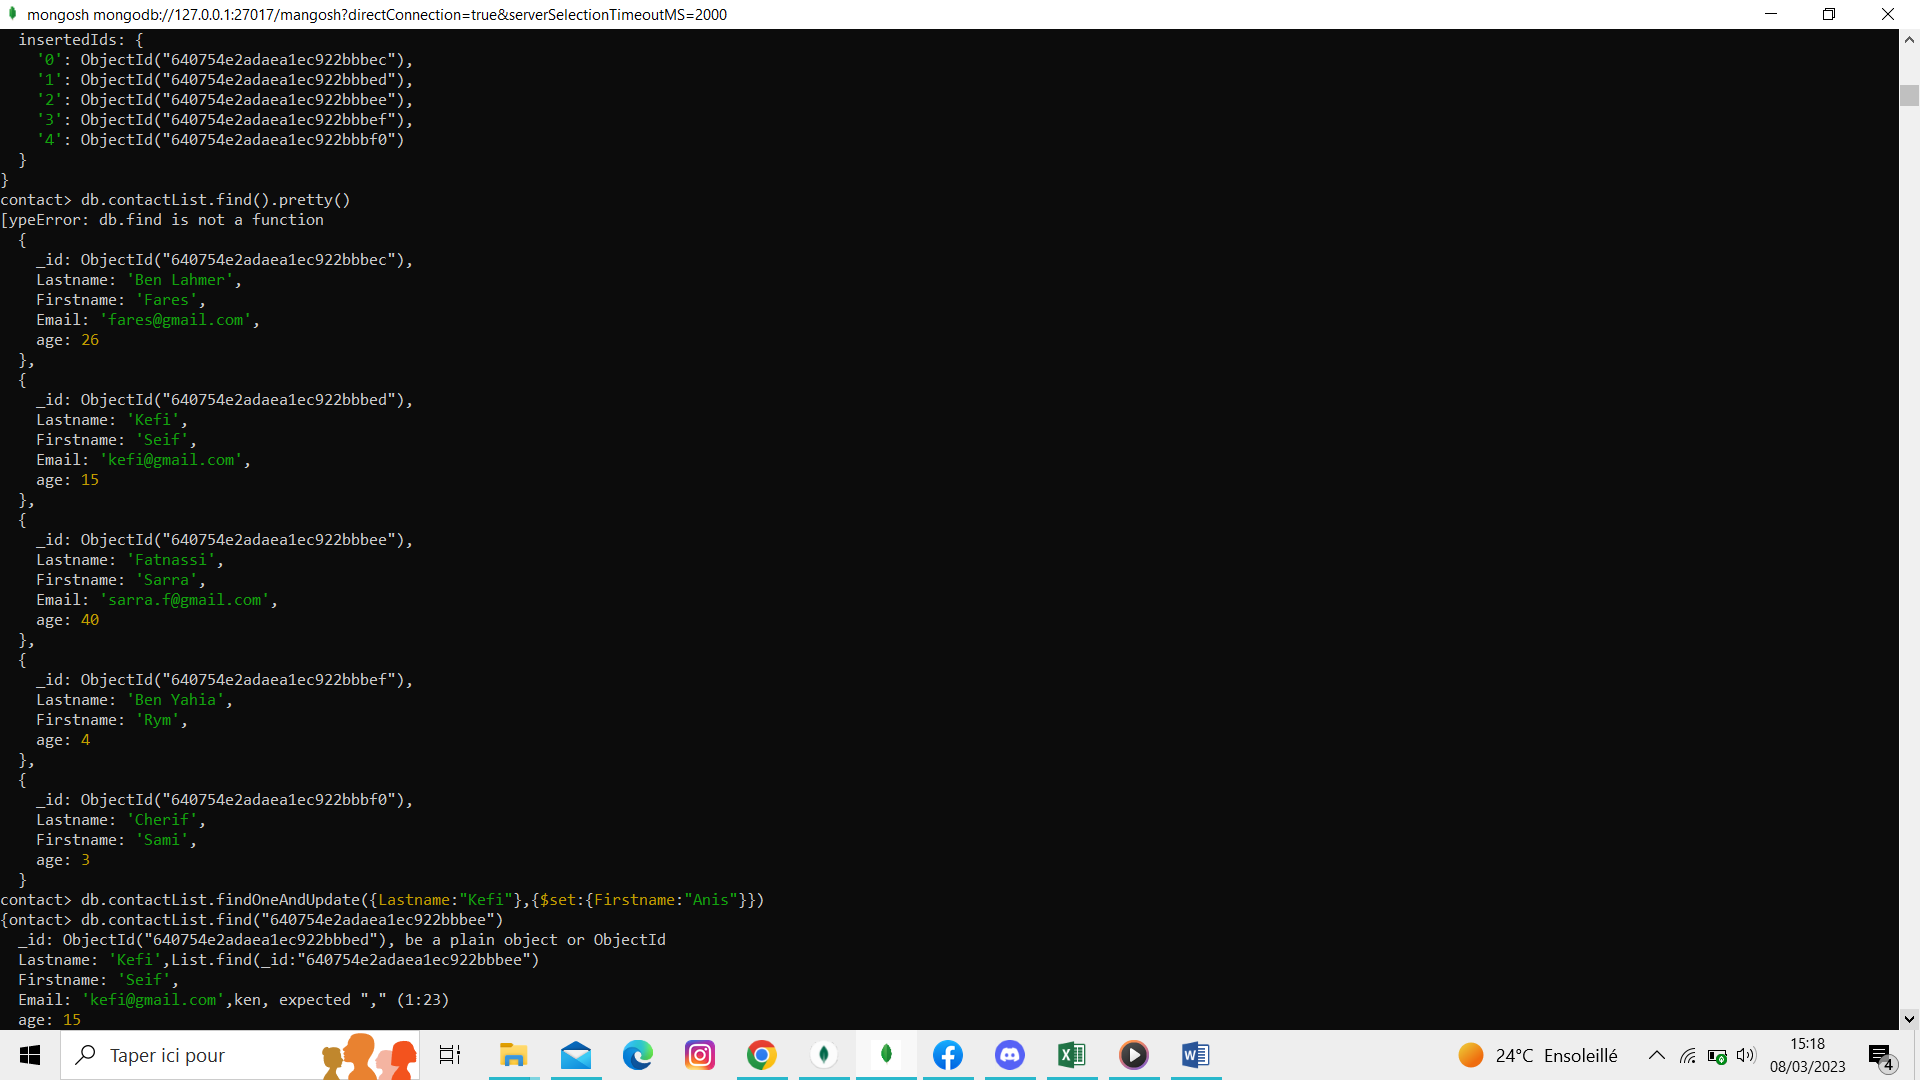 mongosh mongodb://127.0.0.1:27017/mangosh?directConnection=true&serverSelectionTimeoutMS=2000
  insertedIds: {
    '0': ObjectId("640754e2adaea1ec922bbbec"),
    '1': ObjectId("640754e2adaea1ec922bbbed"),
    '2': ObjectId("640754e2adaea1ec922bbbee"),
    '3': ObjectId("640754e2adaea1ec922bbbef"),
    '4': ObjectId("640754e2adaea1ec922bbbf0")
  }
}
contact> db.contactList.find().pretty()
[ypeError: db.find is not a function
  {
    _id: ObjectId("640754e2adaea1ec922bbbec"),
    Lastname: 'Ben Lahmer',
    Firstname: 'Fares',
    Email: 'fares@gmail.com',
    age: 26
  },
  {
    _id: ObjectId("640754e2adaea1ec922bbbed"),
    Lastname: 'Kefi',
    Firstname: 'Seif',
    Email: 'kefi@gmail.com',
    age: 15
  },
  {
    _id: ObjectId("640754e2adaea1ec922bbbee"),
    Lastname: 'Fatnassi',
    Firstname: 'Sarra',
    Email: 'sarra.f@gmail.com',
    age: 40
  },
  {
    _id: ObjectId("640754e2adaea1ec922bbbef"),
    Lastname: 'Ben Yahia',
    Firstname: 'Rym',
    age: 4
  },
  {
    _id: ObjectId("640754e2adaea1ec922bbbf0"),
    Lastname: 'Cherif',
    Firstname: 'Sami',
    age: 3
  }
contact> db.contactList.findOneAndUpdate({Lastname:"Kefi"},{$set:{Firstname:"Anis"}})
{ontact> db.contactList.find("640754e2adaea1ec922bbbee")
  _id: ObjectId("640754e2adaea1ec922bbbed"), be a plain object or ObjectId
  Lastname: 'Kefi',List.find(_id:"640754e2adaea1ec922bbbee")
  Firstname: 'Seif',
  Email: 'kefi@gmail.com',ken, expected "," (1:23)
  age: 15
Taper ici pour
24°C Ensoleillé
15:18
08/03/2023
4